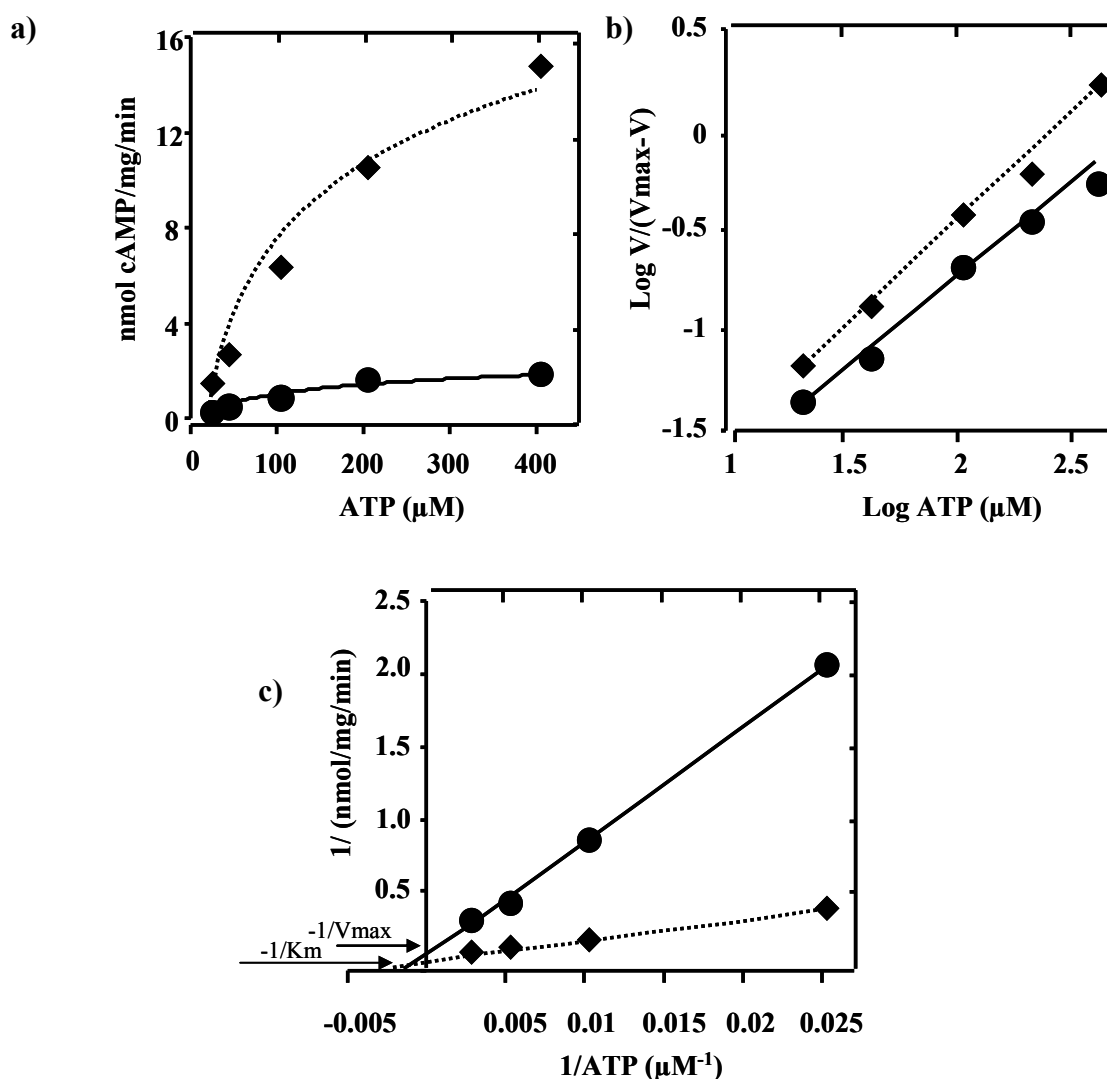 a)
16
12
8
4
0
nmol cAMP/mg/min
0 100 200 300 400
ATP (µM)
b)
0.5
0
-0.5
-1
-1.5
Log V/(Vmax-V)
1 1.5 2 2.5
Log ATP (µM)
c)
2.5
2.0
1.5
1.0
0.5
1/ (nmol/mg/min)
-1/Vmax
-1/Km
-0.005 0.005 0.01 0.015 0.02 0.025
1/ATP (µM⁻¹)